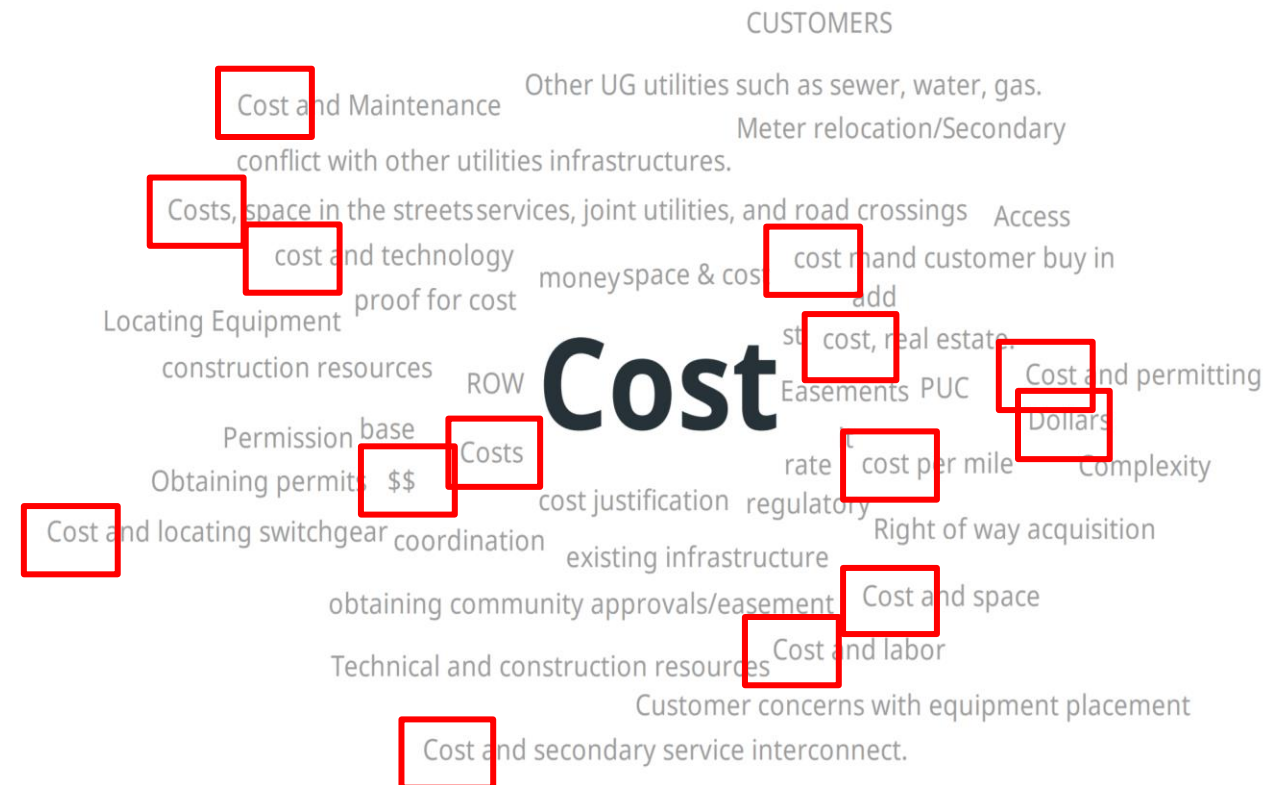 CUSTOMERS
Other UG utilities such as sewer, water, gas.
Cost and Maintenance
Meter relocation/Secondary
conflict with other utilities infrastructures.
Costs, space in the streets
services, joint utilities, and road crossings
Access
cost and technology
money
space & cost
cost mand customer buy in
add
proof for cost
Locating Equipment
cost, real estate.
construction resources
ROW
Cost
Easements
PUC
Cost and permitting
Dollars
Permission
base
Costs
rate
cost per mile
Complexity
Obtaining permits
$$
cost justification
regulatory
Cost and locating switchgear
coordination
Right of way acquisition
existing infrastructure
obtaining community approvals/easement
Cost and space
Technical and construction resources
Cost and labor
Customer concerns with equipment placement
Cost and secondary service interconnect.